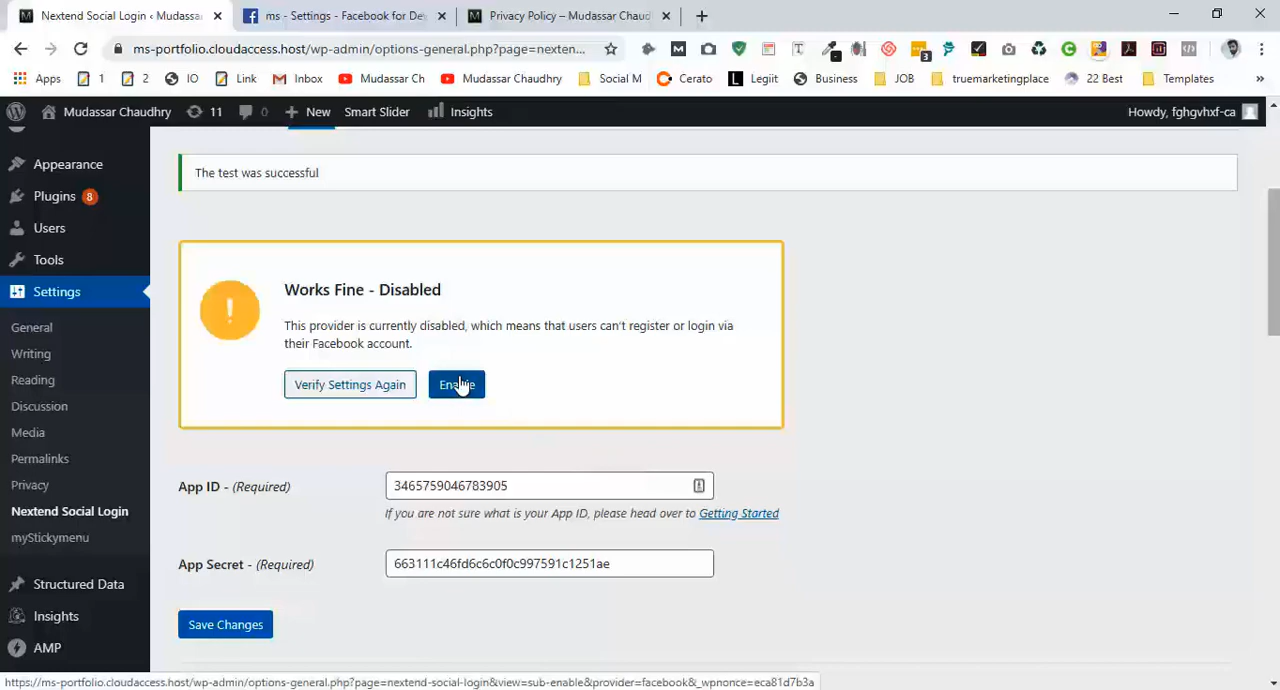 Nextend Social Login ‹ Mudassar
ms - Settings - Facebook for De
Privacy Policy – Mudassar Chaud
ms-portfolio.cloudaccess.host/wp-admin/options-general.php?page=nexten...
3
Apps
1
2
IO
Link
Inbox
Mudassar Ch
Mudassar Chaudhry
Social M
Cerato
Legiit
Business
JOB
truemarketingplace
22 Best
Templates
»
Mudassar Chaudhry
11
0
New
Smart Slider
Insights
Howdy, fghgvhxf-ca
Appearance
Plugins 8
Users
Tools
Settings
General
Writing
Reading
Discussion
Media
Permalinks
Privacy
Nextend Social Login
myStickymenu
Structured Data
Insights
AMP
The test was successful
Works Fine - Disabled
This provider is currently disabled, which means that users can't register or login via
their Facebook account.
Verify Settings Again
Enable
App ID - (Required)
3465759046783905
If you are not sure what is your App ID, please head over to Getting Started
App Secret - (Required)
663111c46fd6c6c0f0c997591c1251ae
Save Changes
https://ms-portfolio.cloudaccess.host/wp-admin/options-general.php?page=nextend-social-login&view=sub-enable&provider=facebook&_wpnonce=eca81d7b3a